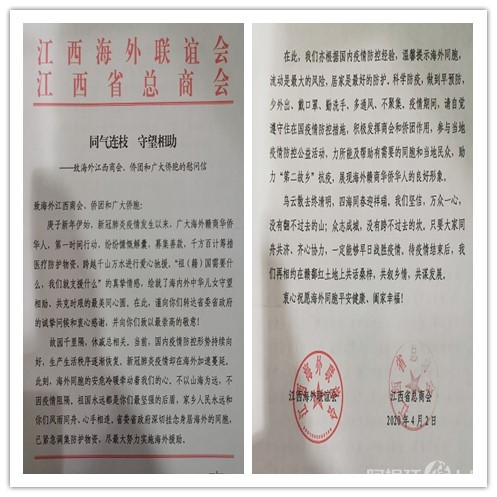 江西海外联谊会
江西省总商会
同气连枝 守望相助
——致海外江西商会、侨团和广大侨胞的慰问信
致海外江西商会、侨团和广大侨胞:
庚子新年伊始,新冠肺炎疫情发生以来,广大海外赣商华侨
华人,第一时间行动,纷纷慷慨解囊,募集善款,千方百计筹措
医疗防护物资,跨越千山万水进行爱心驰援。“祖(籍)国需要什
么,我们就支援什么”的真挚情感,绘就了海内外中华儿女守望
相助、共克时艰的最美同心圆。在此,谨向你们转达省委省政府
的诚挚问候和衷心感谢,并向你们致以最崇高的敬意!
故园千里隔,休戚总相关。当前,国内疫情防控形势持续向
好,生产生活秩序逐渐恢复。新冠肺炎疫情却在海外加速蔓延。
此刻,海外同胞的安危冷暖牵动着我们的心。不以山海为远,不
因疫情阻隔,祖国永远都是你们最坚强的后盾,家乡人民永远和
你们风雨同舟、心手相连。省委省政府深切挂念身居海外的同胞,
已紧急调集防护物资,尽最大努力实施海外援助。
在此,我们亦根据国内疫情防控经验,温馨提示海外同胞,
流动是最大的风险,居家是最好的防护。科学防疫,做到早预防、
少外出、戴口罩、勤洗手、多通风、不聚集。疫情期间,请自觉
遵守住在国疫情防控措施,积极发挥商会和侨团作用,参与当地
疫情防控公益活动,力所能及帮助有需要的同胞和当地民众,助
力“第二故乡”抗疫,展现海外赣商华侨华人的良好形象。
乌云散去终清明,四海同春迎祥瑞。我们坚信,万众一心,
没有翻不过去的山;众志成城,没有跨不过去的坎。只要大家同
舟共济、齐心协力,一定能够早日战胜疫情。待疫情结束后,我
们再相约在赣鄱红土地上共话桑梓,共叙乡情,共谋发展。
衷心祝愿海外同胞平安健康、阖家幸福!
江西海外联谊会
江西省总商会
江西海外联谊会 江西省总商会
2020年4月2日